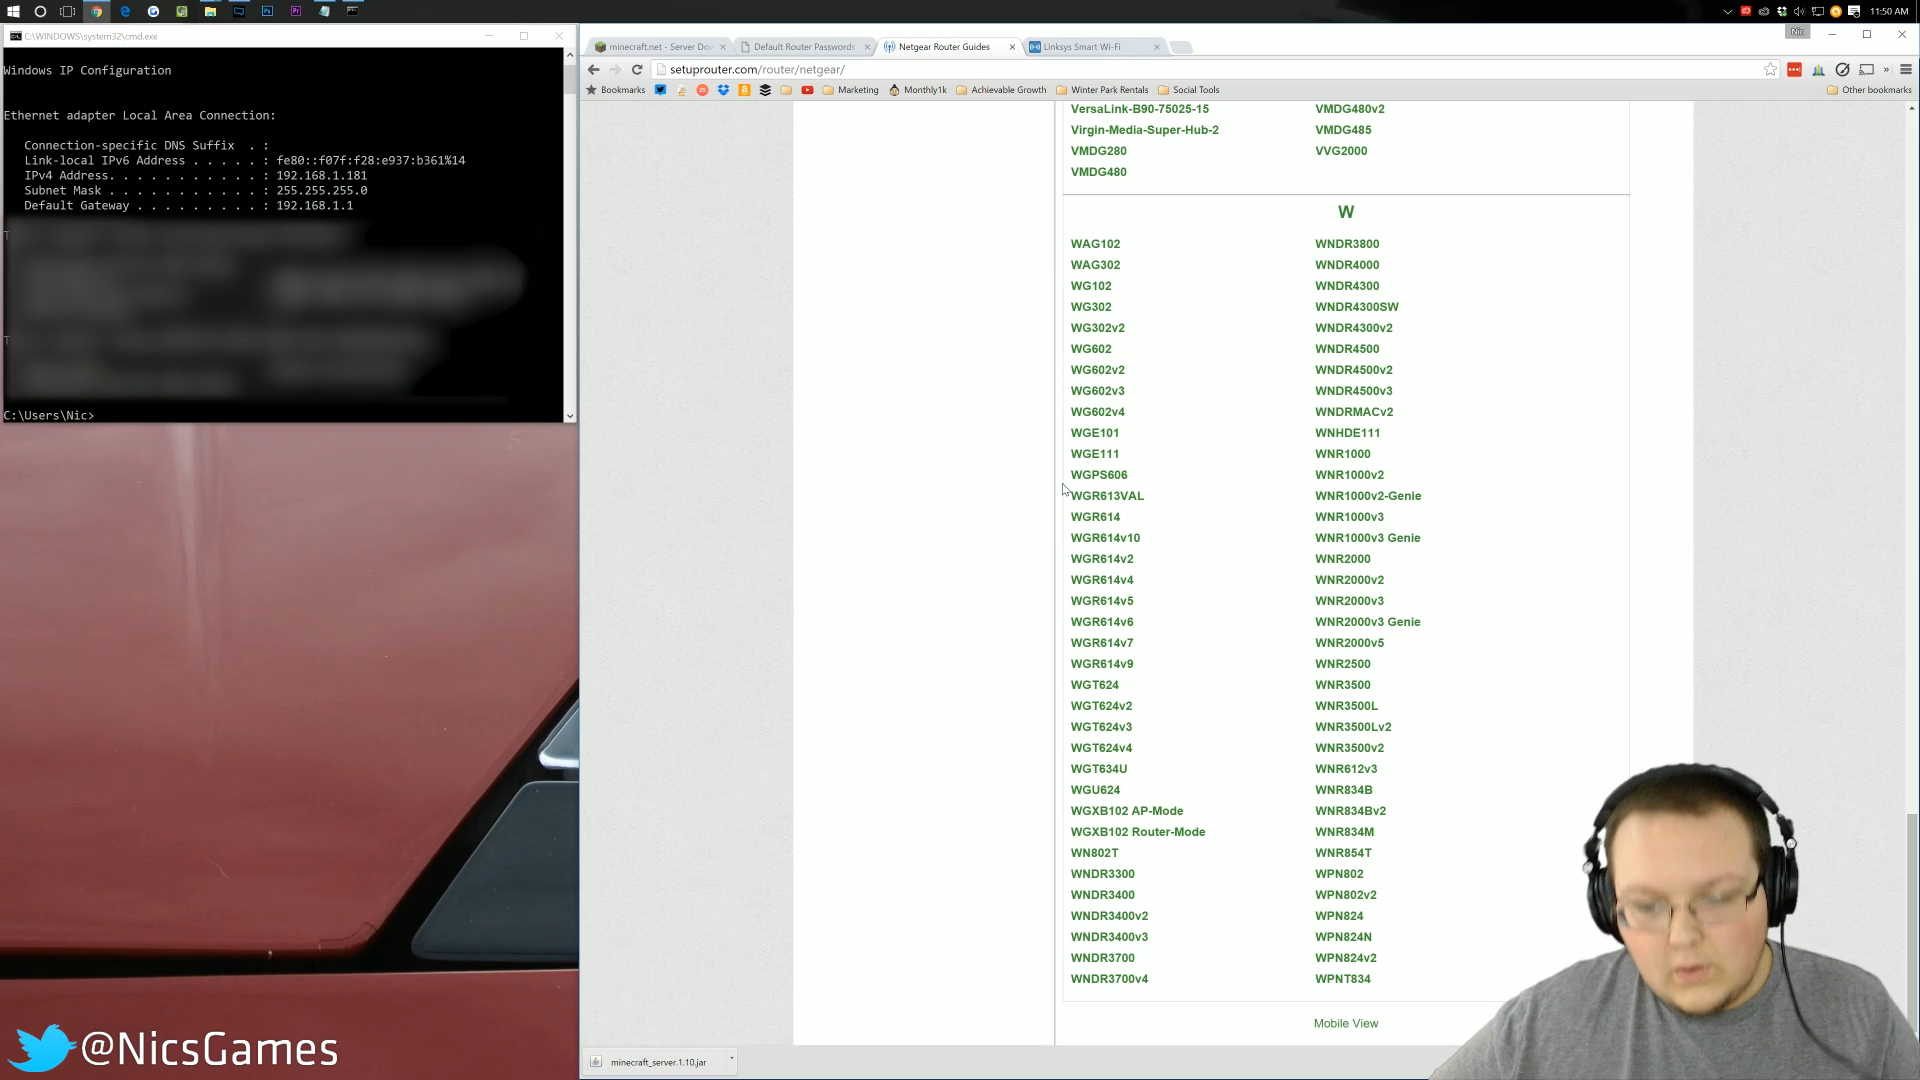 11:50 AM
C:\WINDOWS\system32\cmd.exe
Windows IP Configuration
Ethernet adapter Local Area Connection:
Connection-specific DNS Suffix . :
Link-local IPv6 Address . . . . . : fe80::f07f:f28:e937:b361%14
IPv4 Address. . . . . . . . . . . : 192.168.1.181
Subnet Mask . . . . . . . . . . . : 255.255.255.0
Default Gateway . . . . . . . . . : 192.168.1.1
T
T
C:\Users\Nic>
Nic
minecraft.net - Server Dov
Default Router Passwords
Netgear Router Guides
Linksys Smart Wi-Fi
setuprouter.com/router/netgear/
Bookmarks
Marketing
Monthly1k
Achievable Growth
Winter Park Rentals
Social Tools
Other bookmarks
VersaLink-B90-75025-15
Virgin-Media-Super-Hub-2
VMDG280
VMDG480
VMDG480v2
VMDG485
VVG2000
W
WAG102
WAG302
WG102
WG302
WG302v2
WG602
WG602v2
WG602v3
WG602v4
WGE101
WGE111
WGPS606
WGR613VAL
WGR614
WGR614v10
WGR614v2
WGR614v4
WGR614v5
WGR614v6
WGR614v7
WGR614v9
WGT624
WGT624v2
WGT624v3
WGT624v4
WGT634U
WGU624
WGXB102 AP-Mode
WGXB102 Router-Mode
WN802T
WNDR3300
WNDR3400
WNDR3400v2
WNDR3400v3
WNDR3700
WNDR3700v4
WNDR3800
WNDR4000
WNDR4300
WNDR4300SW
WNDR4300v2
WNDR4500
WNDR4500v2
WNDR4500v3
WNDRMACv2
WNHDE111
WNR1000
WNR1000v2
WNR1000v2-Genie
WNR1000v3
WNR1000v3 Genie
WNR2000
WNR2000v2
WNR2000v3
WNR2000v3 Genie
WNR2000v5
WNR2500
WNR3500
WNR3500L
WNR3500Lv2
WNR3500v2
WNR612v3
WNR834B
WNR834Bv2
WNR834M
WNR854T
WPN802
WPN802v2
WPN824
WPN824N
WPN824v2
WPNT834
Mobile View
minecraft_server.1.10.jar
@NicsGames